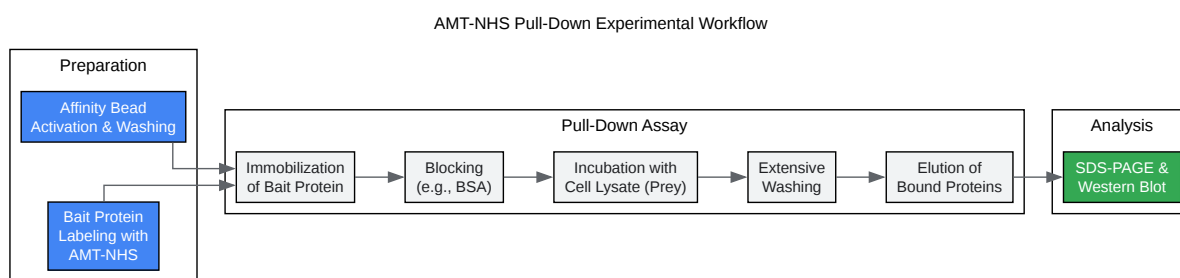 AMT-NHS Pull-Down Experimental Workflow
Preparation
Affinity Bead
Activation & Washing
Bait Protein
Labeling with
AMT-NHS
Pull-Down Assay
Immobilization
of Bait Protein
Blocking
(e.g., BSA)
Incubation with
Cell Lysate (Prey)
Extensive
Washing
Elution of
Bound Proteins
Analysis
SDS-PAGE &
Western Blot